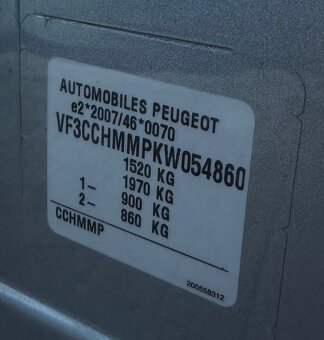 AUTOMOBILES PEUGEOT
e2*2007/46*0070
VF3CCHMMPKW054860
1520 KG
1- 1970 KG
1- 900 KG
2- 860 KG
CCHMMP
200558312